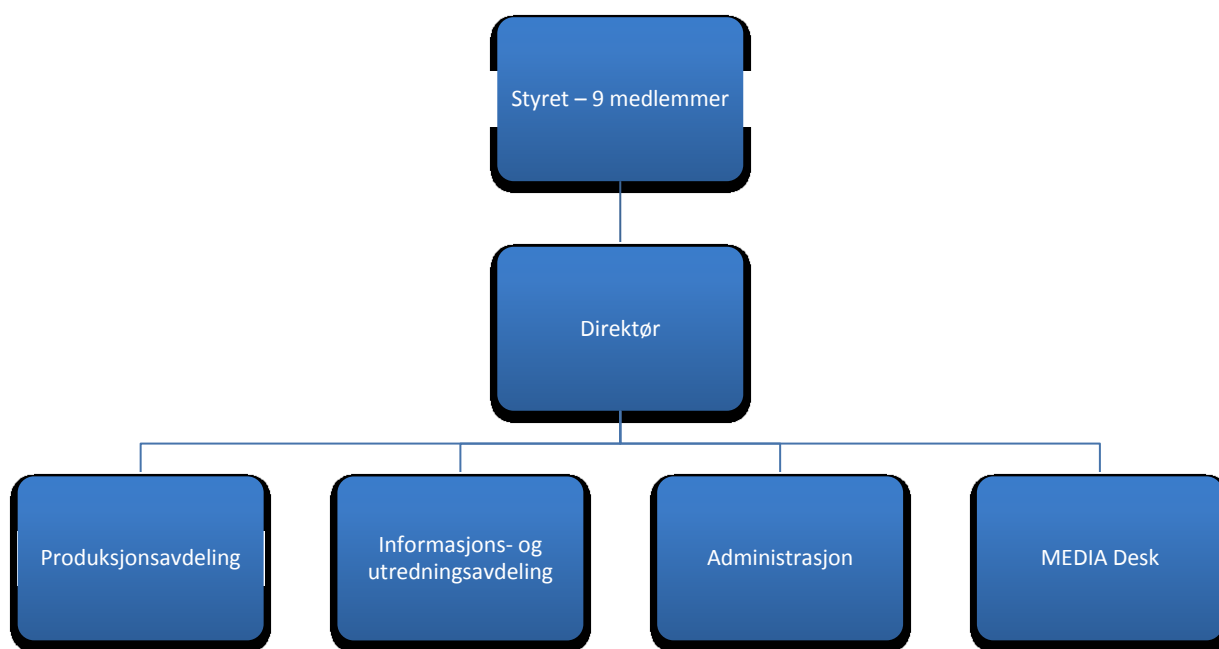 Styret – 9 medlemmer
Direktør
Produksjonsavdeling
Informasjons- og
utredningsavdeling
Administrasjon
MEDIA Desk